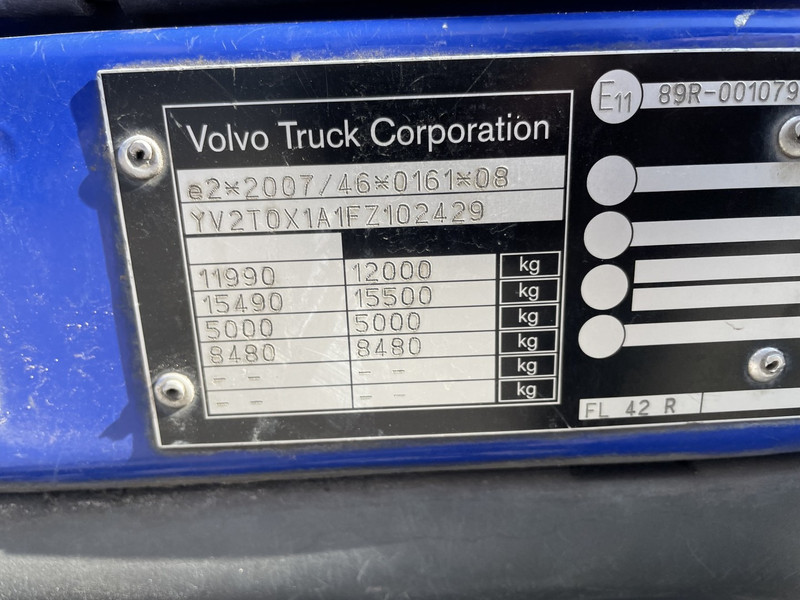 Volvo Truck Corporation
e2*2007/46*0161*08
YV2T0X1A1FZ102429
11990 12000 kg
15490 15500 kg
5000 5000 kg
8480 8480 kg
- - - - kg
- - - - kg
E11 89R-001079
FL 42 R